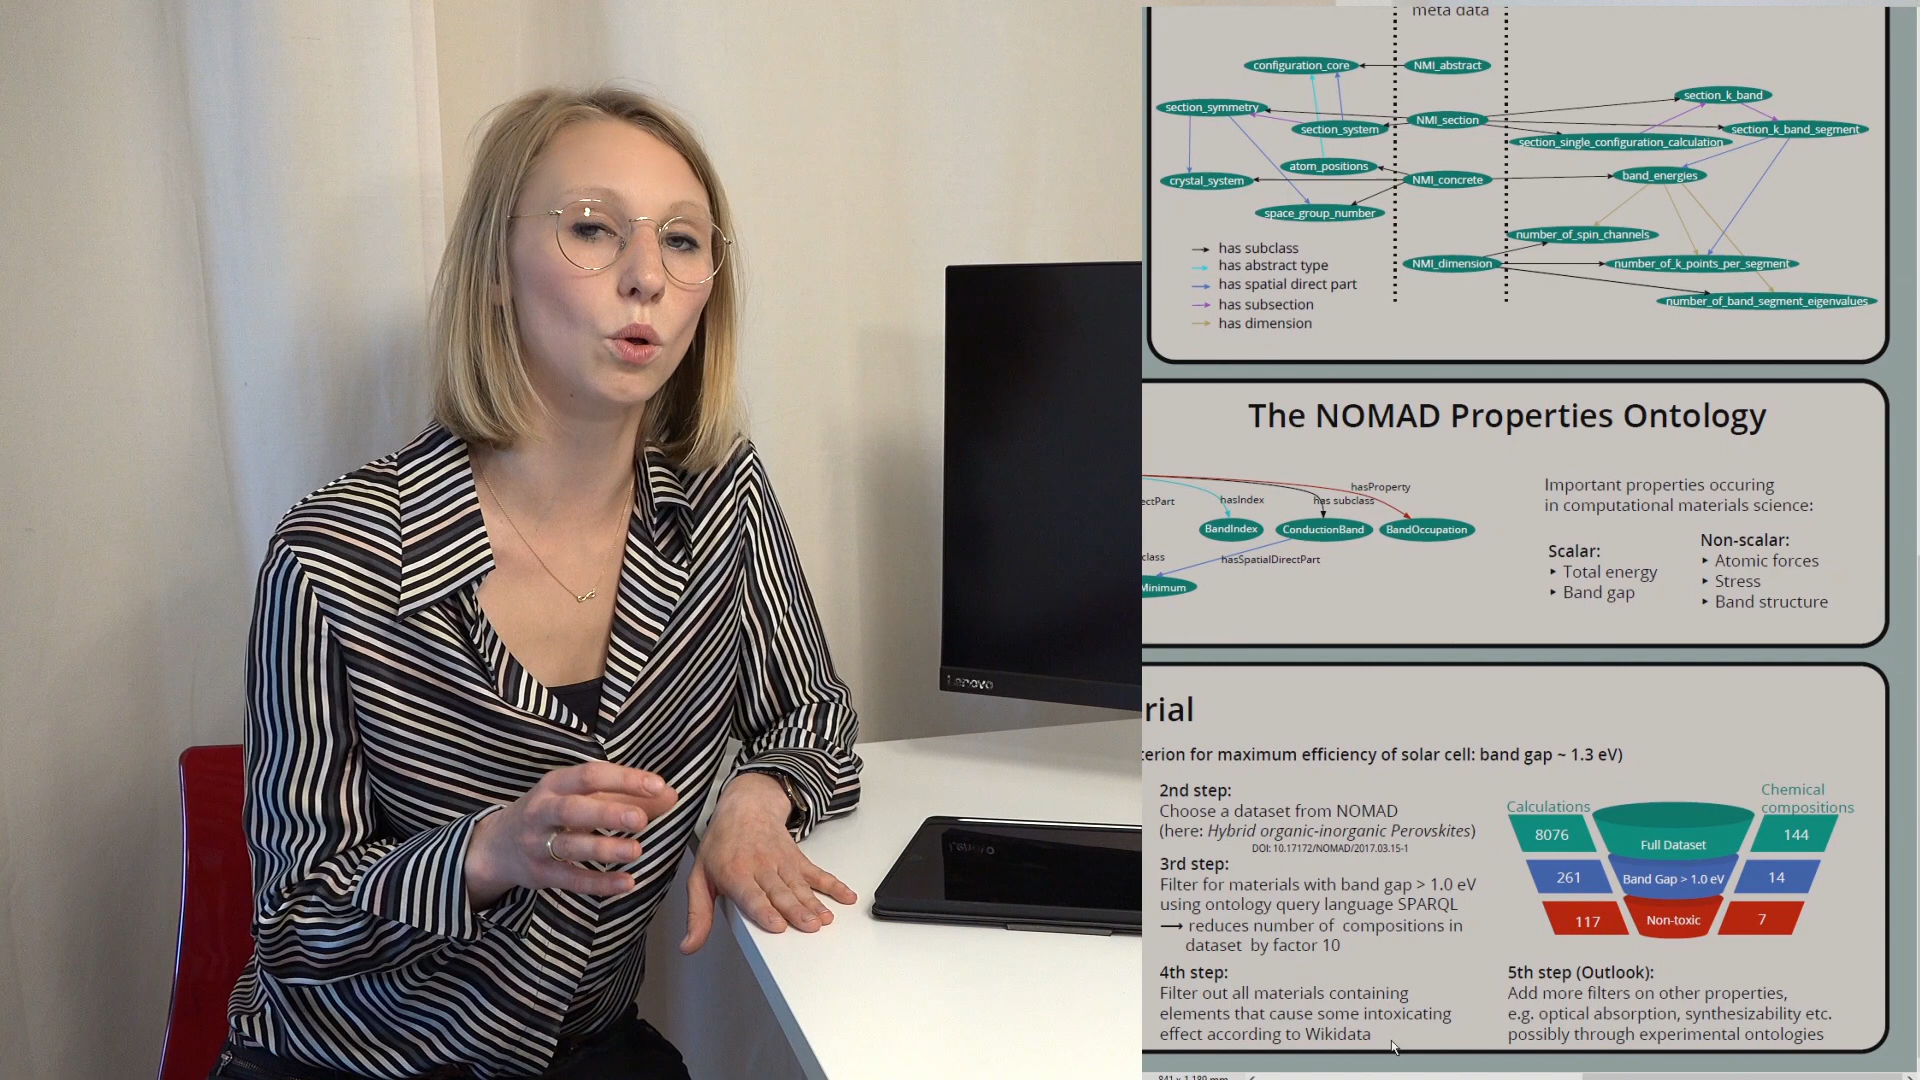 meta data
configuration_core
NMI_abstract
section_k_band
section_symmetry
section_system
NMI_section
section_k_band_segment
section_single_configuration_calculation
atom_positions
crystal_system
NMI_concrete
band_energies
space_group_number
number_of_spin_channels
NMI_dimension
number_of_k_points_per_segment
number_of_band_segment_eigenvalues
has subclass
has abstract type
has spatial direct part
has subsection
has dimension
The NOMAD Properties Ontology
ectPart
hasIndex
has subclass
hasProperty
BandIndex
ConductionBand
BandOccupation
class
hasSpatialDirectPart
Minimum
Important properties occuring
in computational materials science:
Scalar:
‣ Total energy
‣ Band gap
Non-scalar:
‣ Atomic forces
‣ Stress
‣ Band structure
Lenovo
rial
terion for maximum efficiency of solar cell: band gap ~ 1.3 eV)
2nd step:
Choose a dataset from NOMAD
(here: Hybrid organic-inorganic Perovskites)
DOI: 10.17172/NOMAD/2017.03.15-1
3rd step:
Filter for materials with band gap > 1.0 eV
using ontology query language SPARQL
⟶ reduces number of compositions in
dataset by factor 10
4th step:
Filter out all materials containing
elements that cause some intoxicating
effect according to Wikidata
Calculations
Chemical
compositions
8076
Full Dataset
144
261
Band Gap > 1.0 eV
14
117
Non-toxic
7
5th step (Outlook):
Add more filters on other properties,
e.g. optical absorption, synthesizability etc.
possibly through experimental ontologies
841 x 1.189 mm